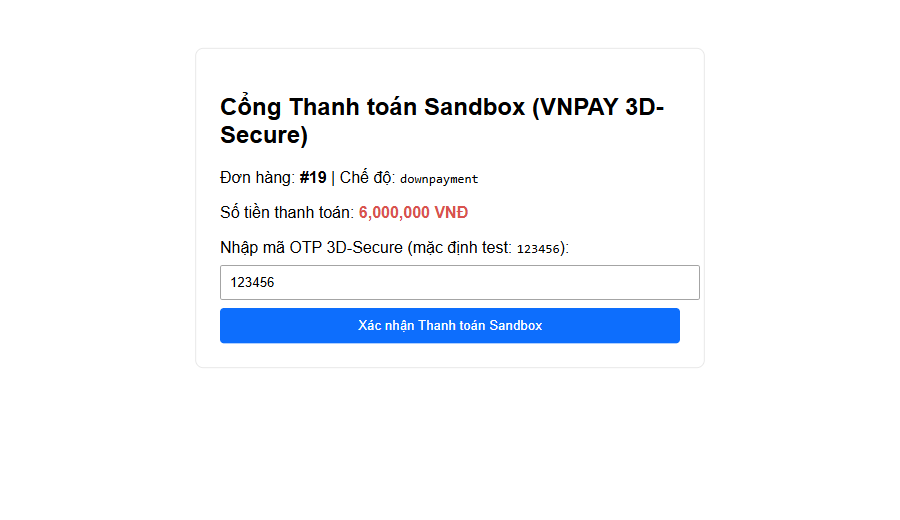 Cổng Thanh toán Sandbox (VNPAY 3D-
Secure)
Đơn hàng: #19 | Chế độ: downpayment
Số tiền thanh toán: 6,000,000 VNĐ
Nhập mã OTP 3D-Secure (mặc định test: 123456):
123456
Xác nhận Thanh toán Sandbox